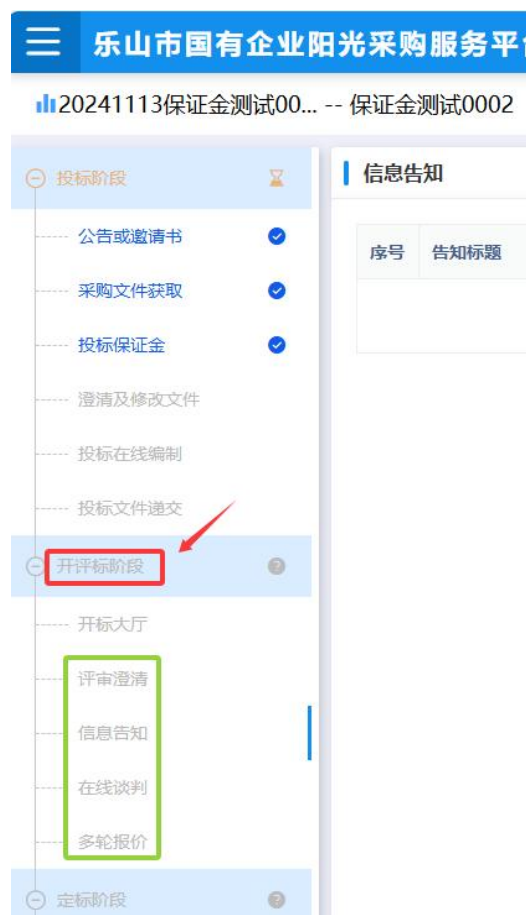 乐山市国有企业阳光采购服务平
20241113保证金测试00... -- 保证金测试0002
投标阶段
信息告知
公告或邀请书
序号 告知标题
采购文件获取
投标保证金
澄清及修改文件
投标在线编制
投标文件递交
开评标阶段
开标大厅
评审澄清
信息告知
在线谈判
多轮报价
定标阶段